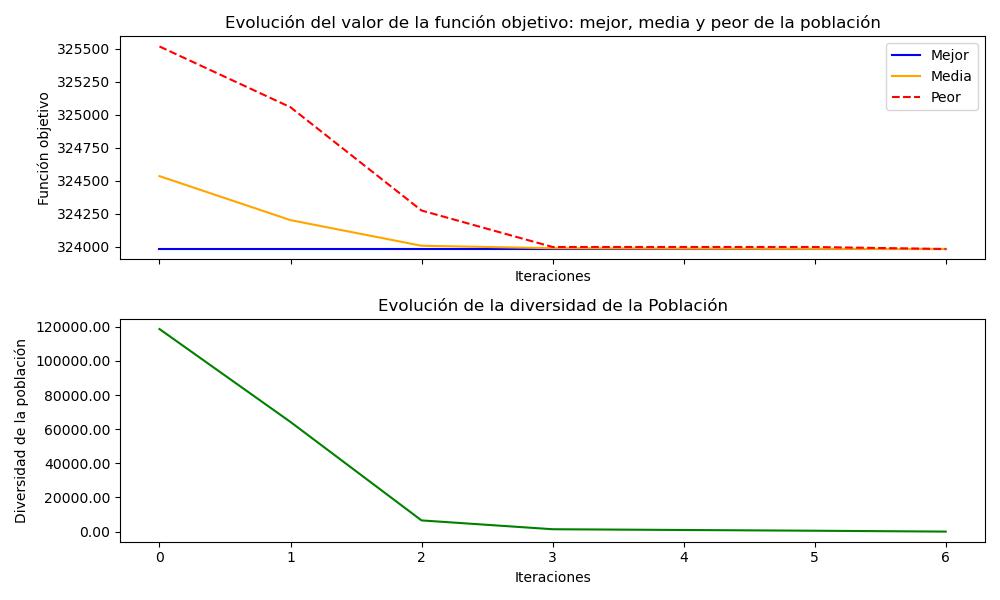 Evolución del valor de la función objetivo: mejor, media y peor de la población
325500
325250
325000
324750
324500
324250
324000
Función objetivo
Mejor
Media
Peor
Iteraciones
Evolución de la diversidad de la Población
120000.00
100000.00
80000.00
60000.00
40000.00
20000.00
0.00
Diversidad de la población
0 1 2 3 4 5 6
Iteraciones